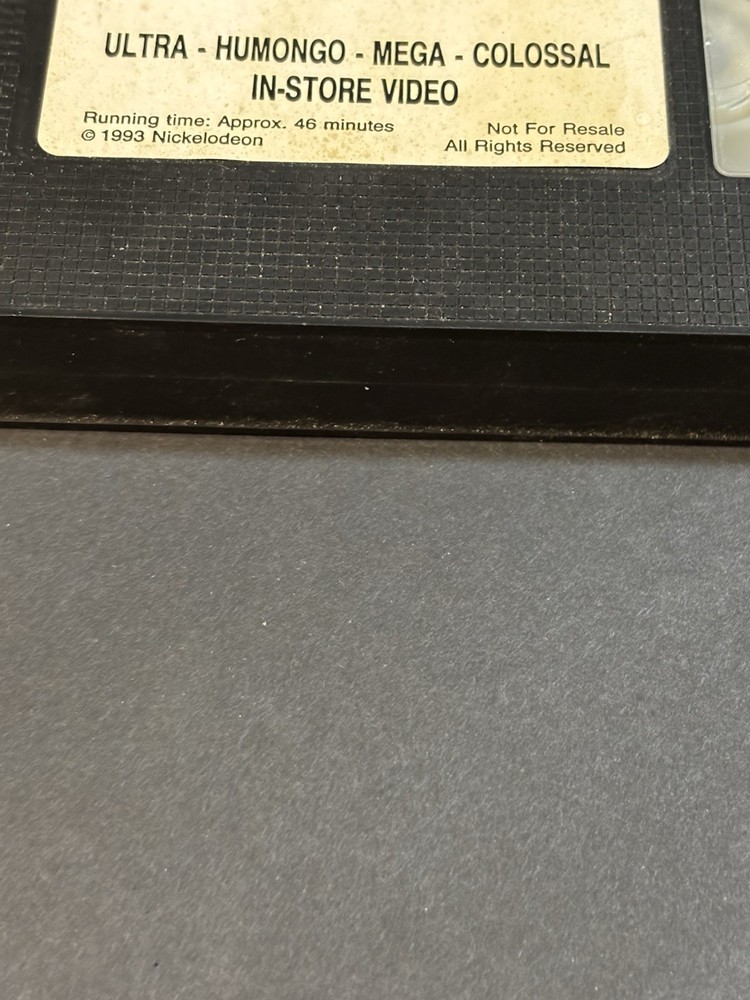 ULTRA - HUMONGO - MEGA - COLOSSAL
IN-STORE VIDEO
Running time: Approx. 46 minutes
© 1993 Nickelodeon
Not For Resale
All Rights Reserved